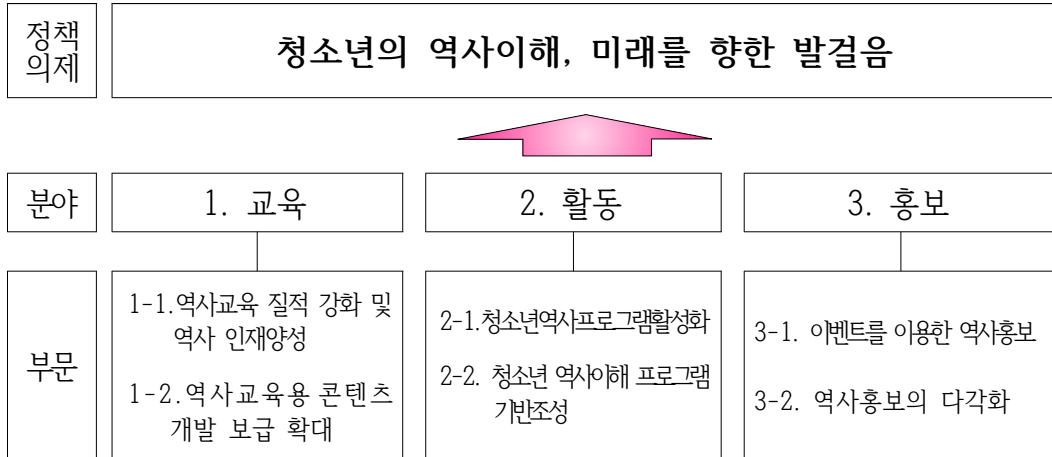 정책
의제
청소년의 역사이해, 미래를 향한 발걸음
분야
1. 교육
2. 활동
3. 홍보
부문
1-1.역사교육 질적 강화 및
역사 인재양성
1-2.역사교육용 콘텐츠
개발 보급 확대
2-1.청소년역사프로그램활성화
2-2. 청소년 역사이해 프로그램
기반조성
3-1. 이벤트를 이용한 역사홍보
3-2. 역사홍보의 다각화